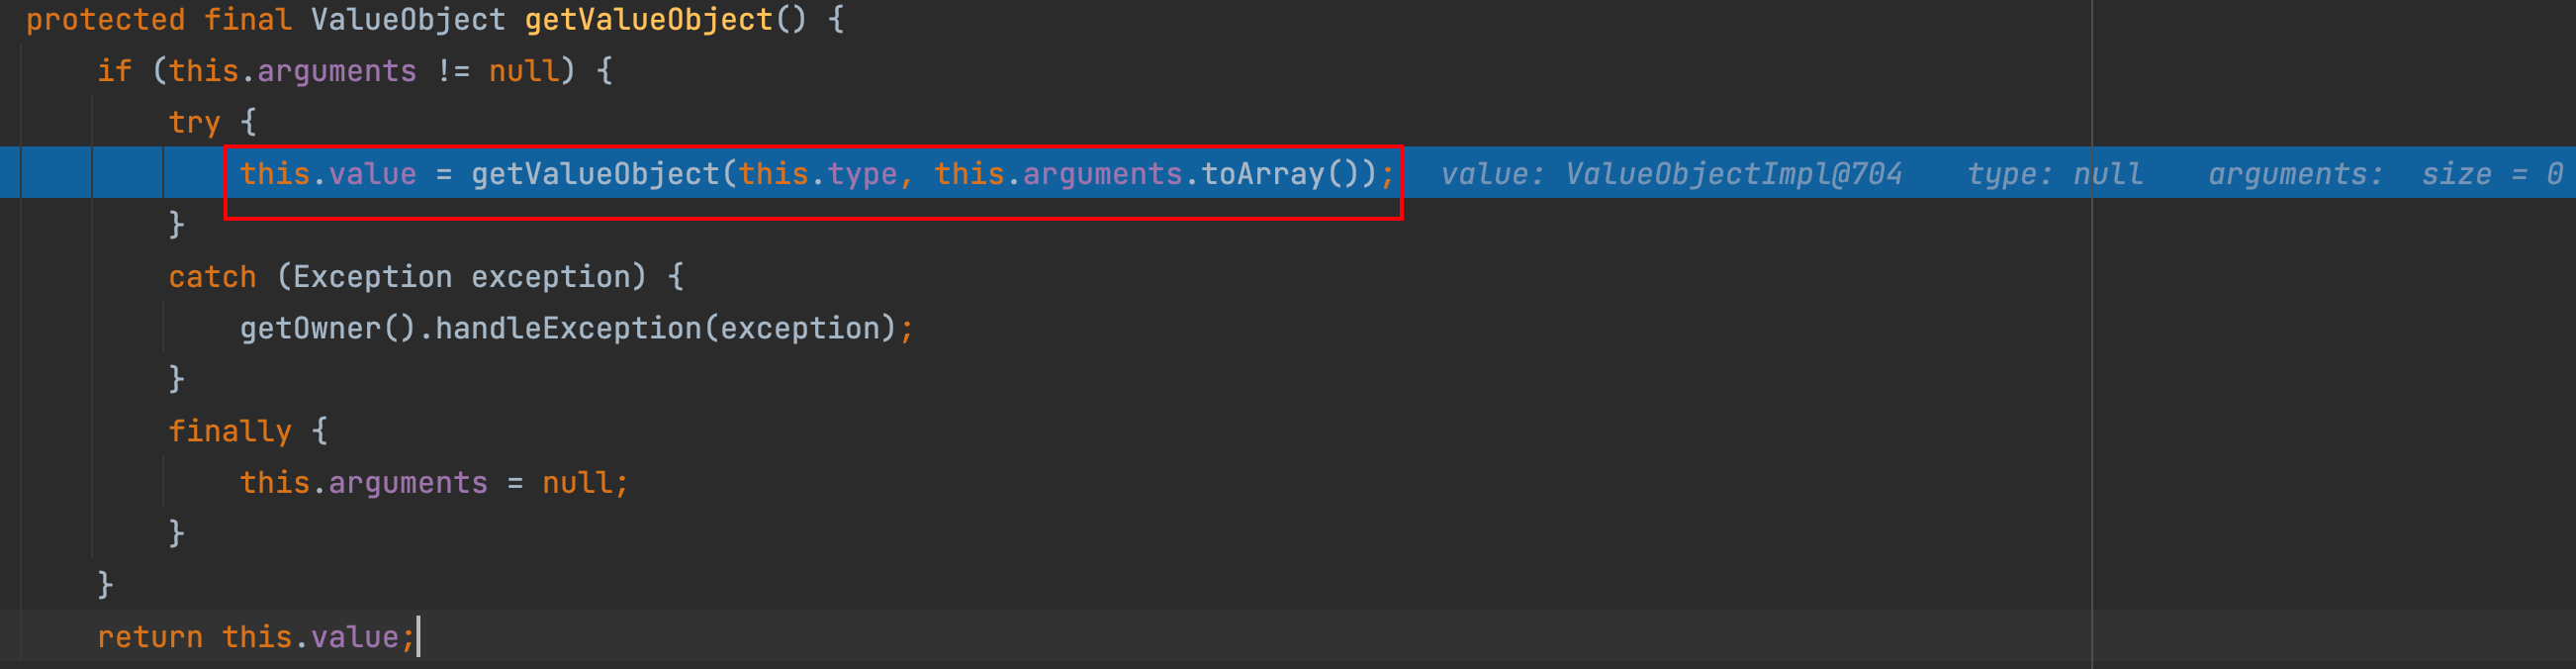 protected final ValueObject getValueObject() {
if (this.arguments != null) {
try {
this.value = getValueObject(this.type, this.arguments.toArray()); value: ValueObjectImpl@704 type: null arguments: size = 0
}
catch (Exception exception) {
getOwner().handleException(exception);
}
finally {
this.arguments = null;
}
}
return this.value;